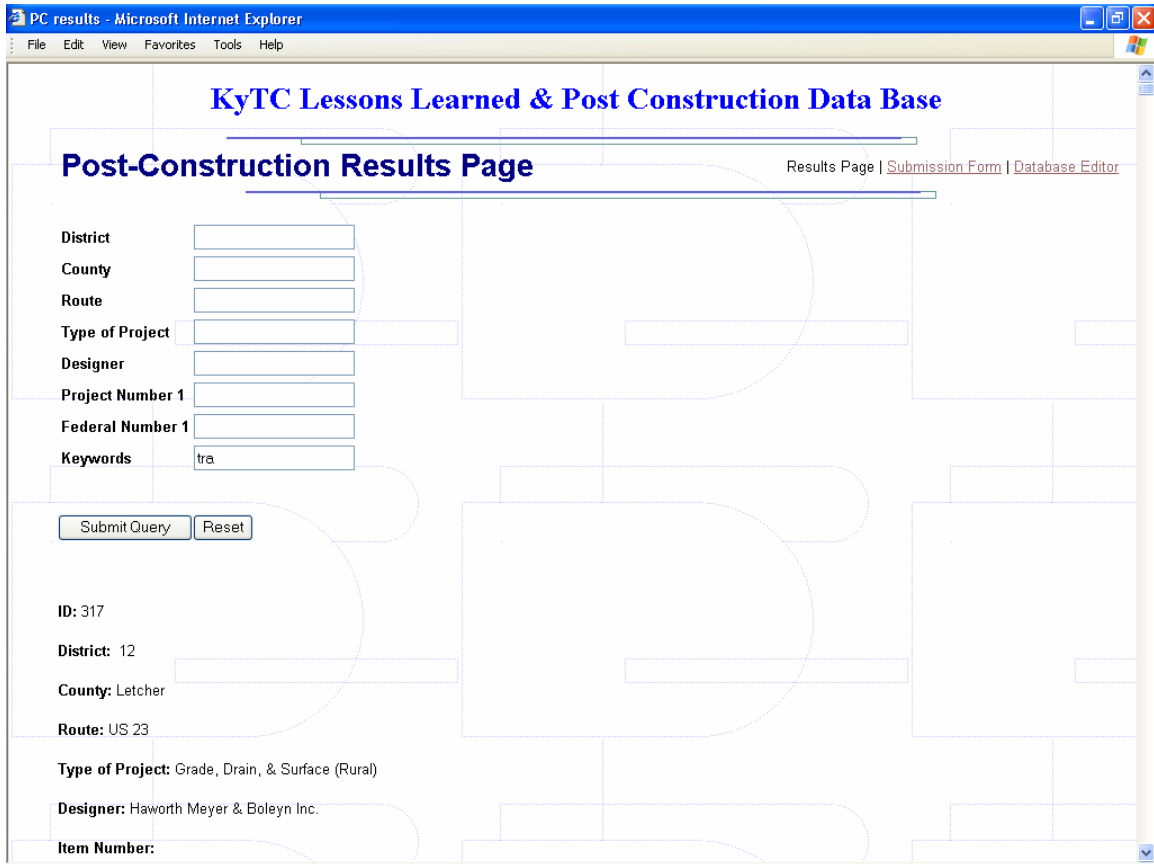 PC results - Microsoft Internet Explorer
File Edit View Favorites Tools Help
KyTC Lessons Learned & Post Construction Data Base
Post-Construction Results Page
Results Page | Submission Form | Database Editor
District
County
Route
Type of Project
Designer
Project Number 1
Federal Number 1
Keywords tra
Submit Query Reset
ID: 317
District: 12
County: Letcher
Route: US 23
Type of Project: Grade, Drain, & Surface (Rural)
Designer: Haworth Meyer & Boleyn Inc.
Item Number: